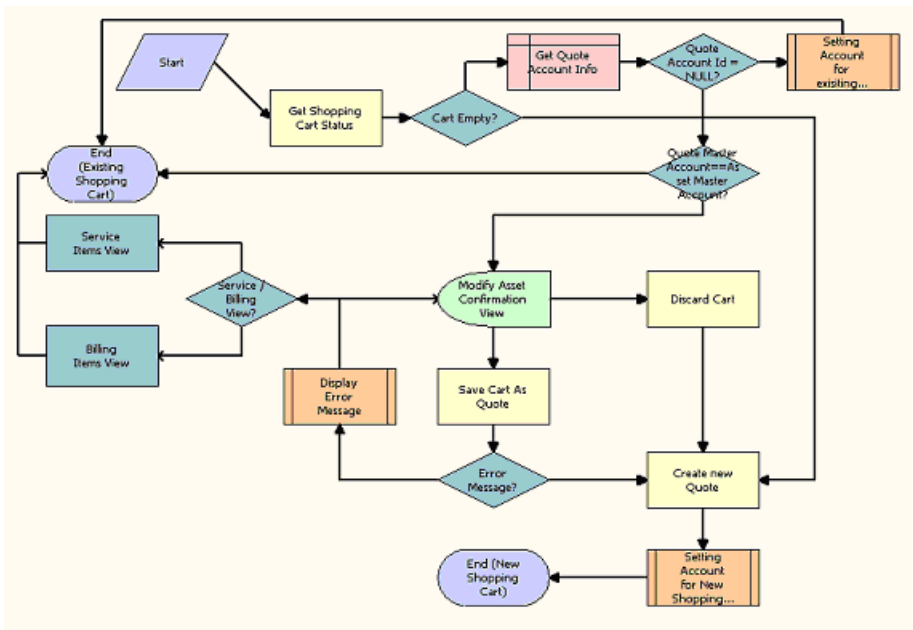 Start
Get Shopping
Cart Status
Cart Empty?
Get Quote
Account Info
Quote
Account Id =
NULL?
Setting
Account
for
existing...
End
(Existing
Shopping
Cart)
Quote Master
Account==As
set Master
Account?
Service
Items View
Service /
Billing
View?
Modify Asset
Confirmation
View
Discard Cart
Billing
Items View
Display
Error
Message
Save Cart As
Quote
Error
Message?
Create new
Quote
End (New
Shopping
Cart)
Setting
Account
for New
Shopping...